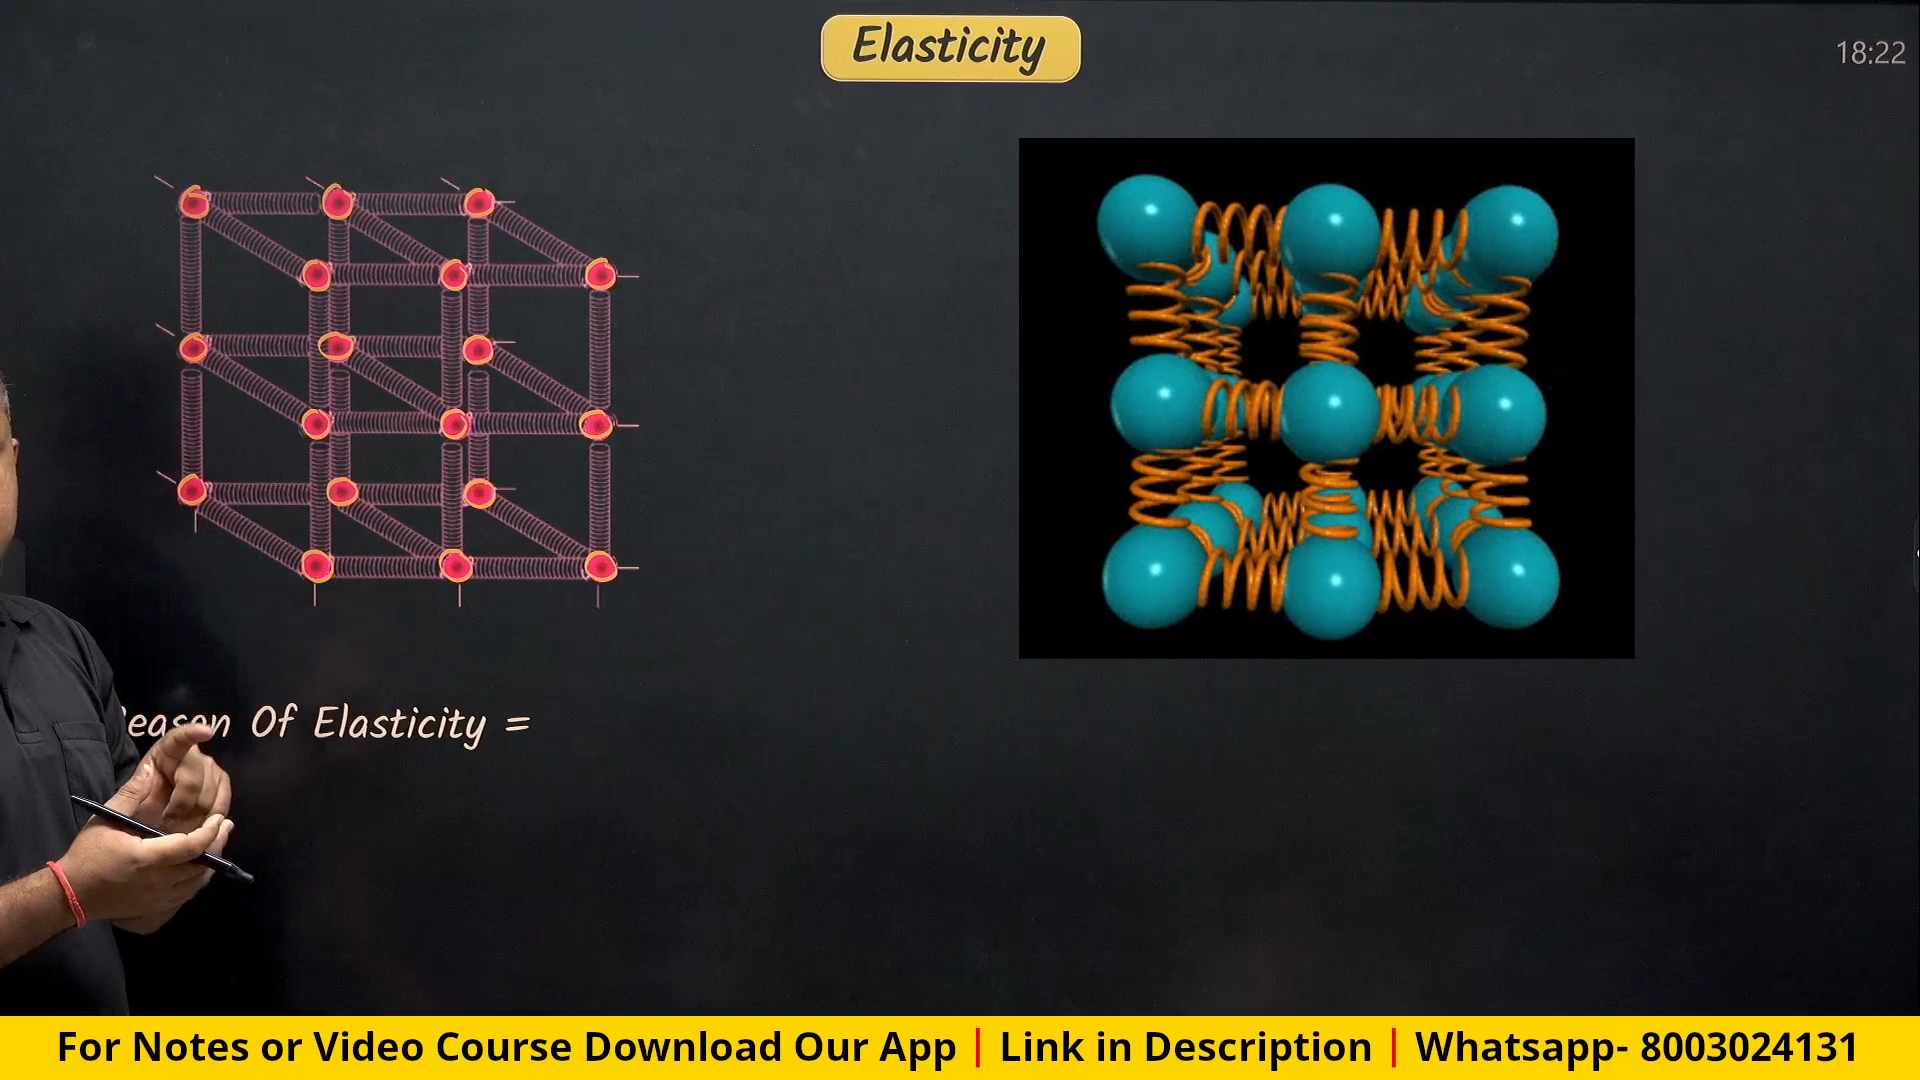 Elasticity
18:22
Of Elasticity =
For Notes or Video Course Download Our App | Link in Description | Whatsapp- 8003024131